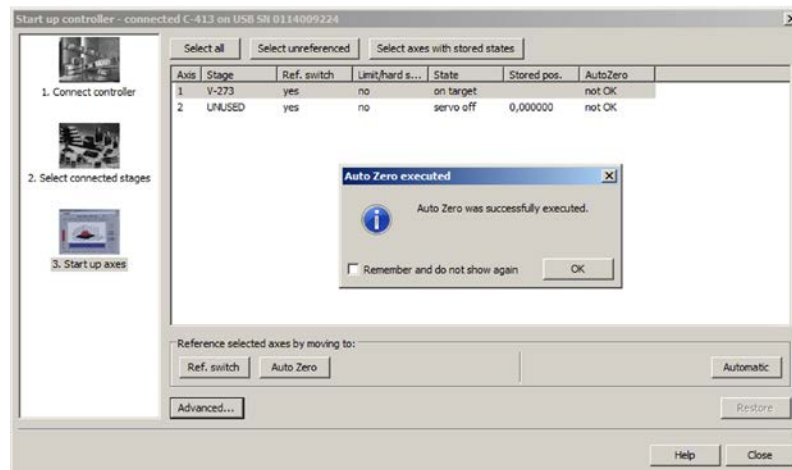 Start up controller - connected C-413 on USB SN 0114009224
1. Connect controller
2. Select connected stages
3. Start up axes
Select all Select unreferenced Select axes with stored states
Axis Stage Ref. switch Limit/hard s... State Stored pos. AutoZero
1 V-273 yes no on target not OK
2 UNUSED yes no servo off 0,000000 not OK
Auto Zero executed
Auto Zero was successfully executed.
Remember and do not show again OK
Reference selected axes by moving to:
Ref. switch Auto Zero Automatic
Advanced... Restore
Help Close